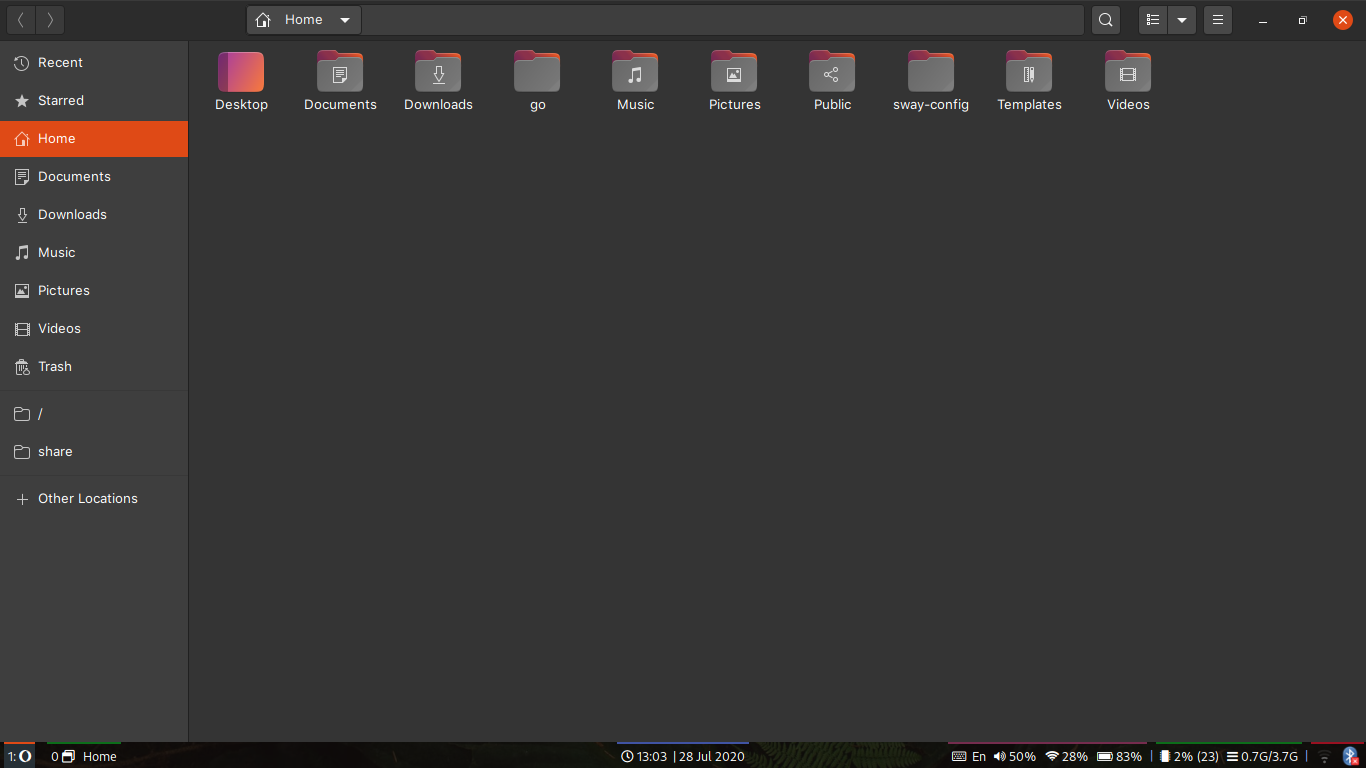 Home
Recent
Starred
Home
Documents
Downloads
Music
Pictures
Videos
Trash
/
share
Other Locations
Desktop
Documents
Downloads
go
Music
Pictures
Public
sway-config
Templates
Videos
1: 0 Home 13:03 | 28 Jul 2020 En 50% 28% 83% | 2% (23) 0.7G/3.7G |